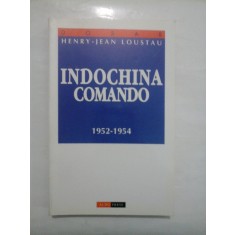 HENRY-JEAN LOUSTAU
INDOCHINA
COMANDO
1952-1954